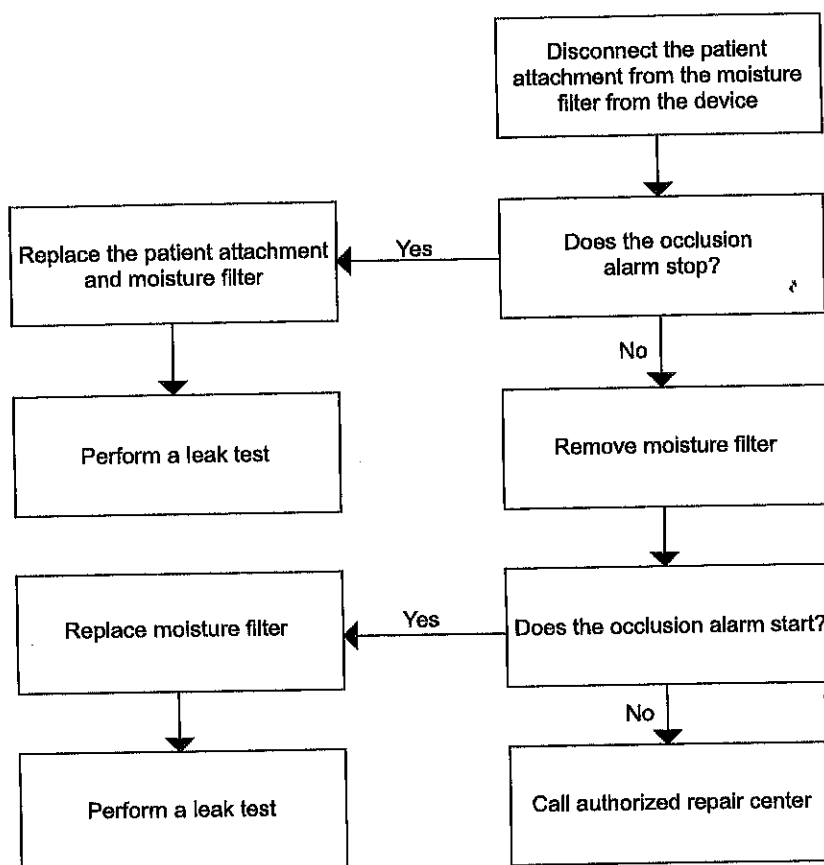 Disconnect the patient
attachment from the moisture
filter from the device
Replace the patient attachment
and moisture filter
Yes
Does the occlusion
alarm stop?
No
Perform a leak test
Remove moisture filter
Replace moisture filter
Yes
Does the occlusion alarm start?
No
Perform a leak test
Call authorized repair center